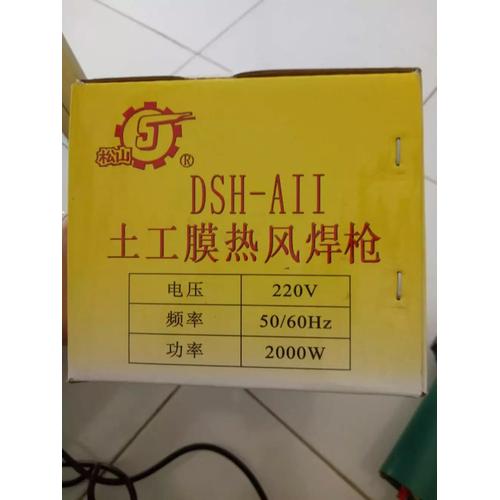 松山
SJ
®
DSH-AII
土工膜热风焊枪
电压 220V
频率 50/60Hz
功率 2000W